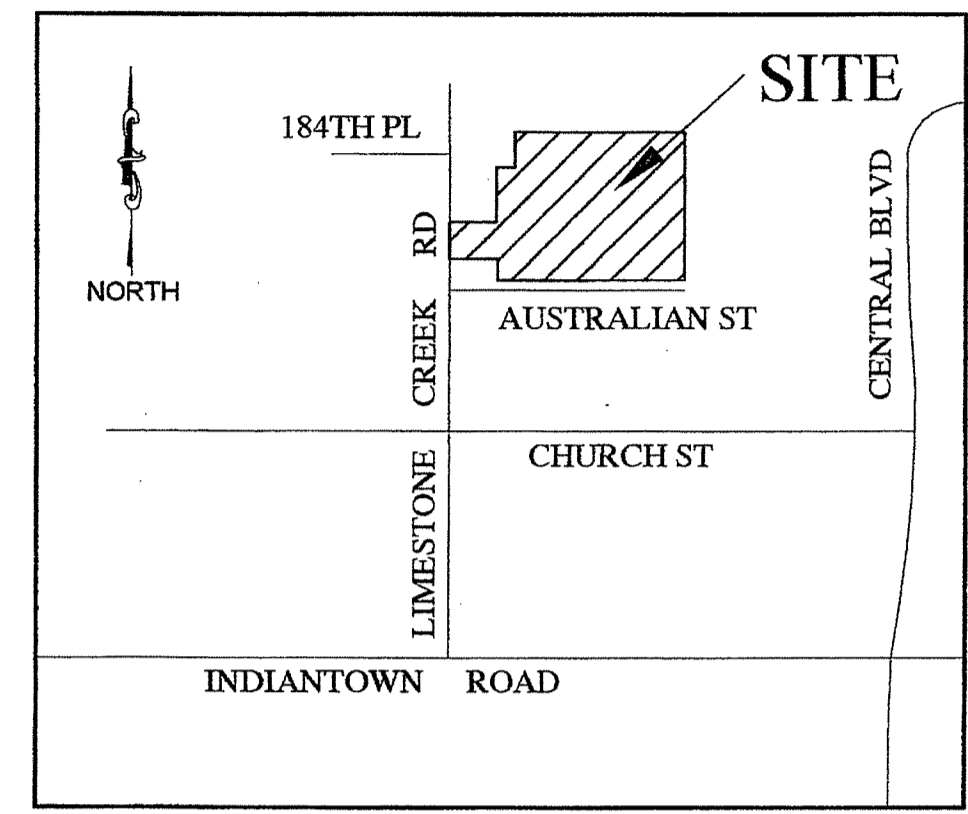 SITE
184TH PL
NORTH
LIMESTONE CREEK RD
CENTRAL BLVD
AUSTRALIAN ST
CHURCH ST
INDIANTOWN ROAD